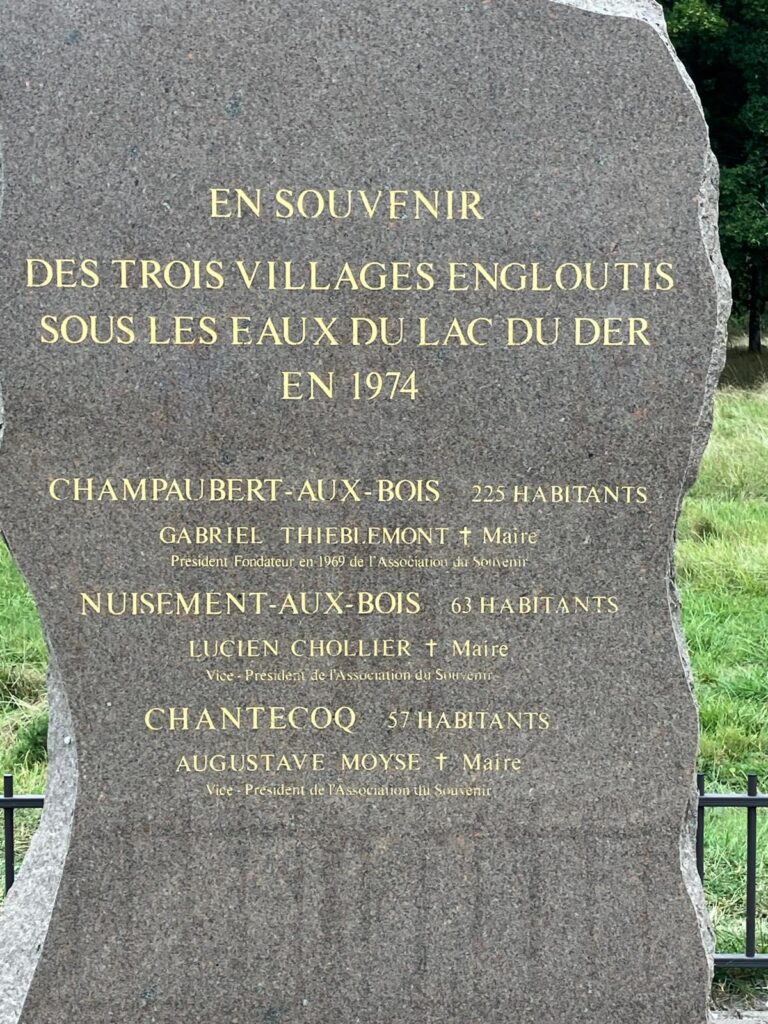 EN SOUVENIR
DES TROIS VILLAGES ENGLOUTIS
SOUS LES EAUX DU LAC DU DER
EN 1974
CHAMPAUBERT-AUX-BOIS 225 HABITANTS
GABRIEL THIEBLEMONT † Maire
Président Fondateur en 1969 de l'Association du Souvenir
NUISEMENT-AUX-BOIS 63 HABITANTS
LUCIEN CHOLLIER † Maire
Vice - Président de l'Association du Souvenir
CHANTECOQ 57 HABITANTS
AUGUSTAVE MOYSE † Maire
Vice - Président de l'Association du Souvenir